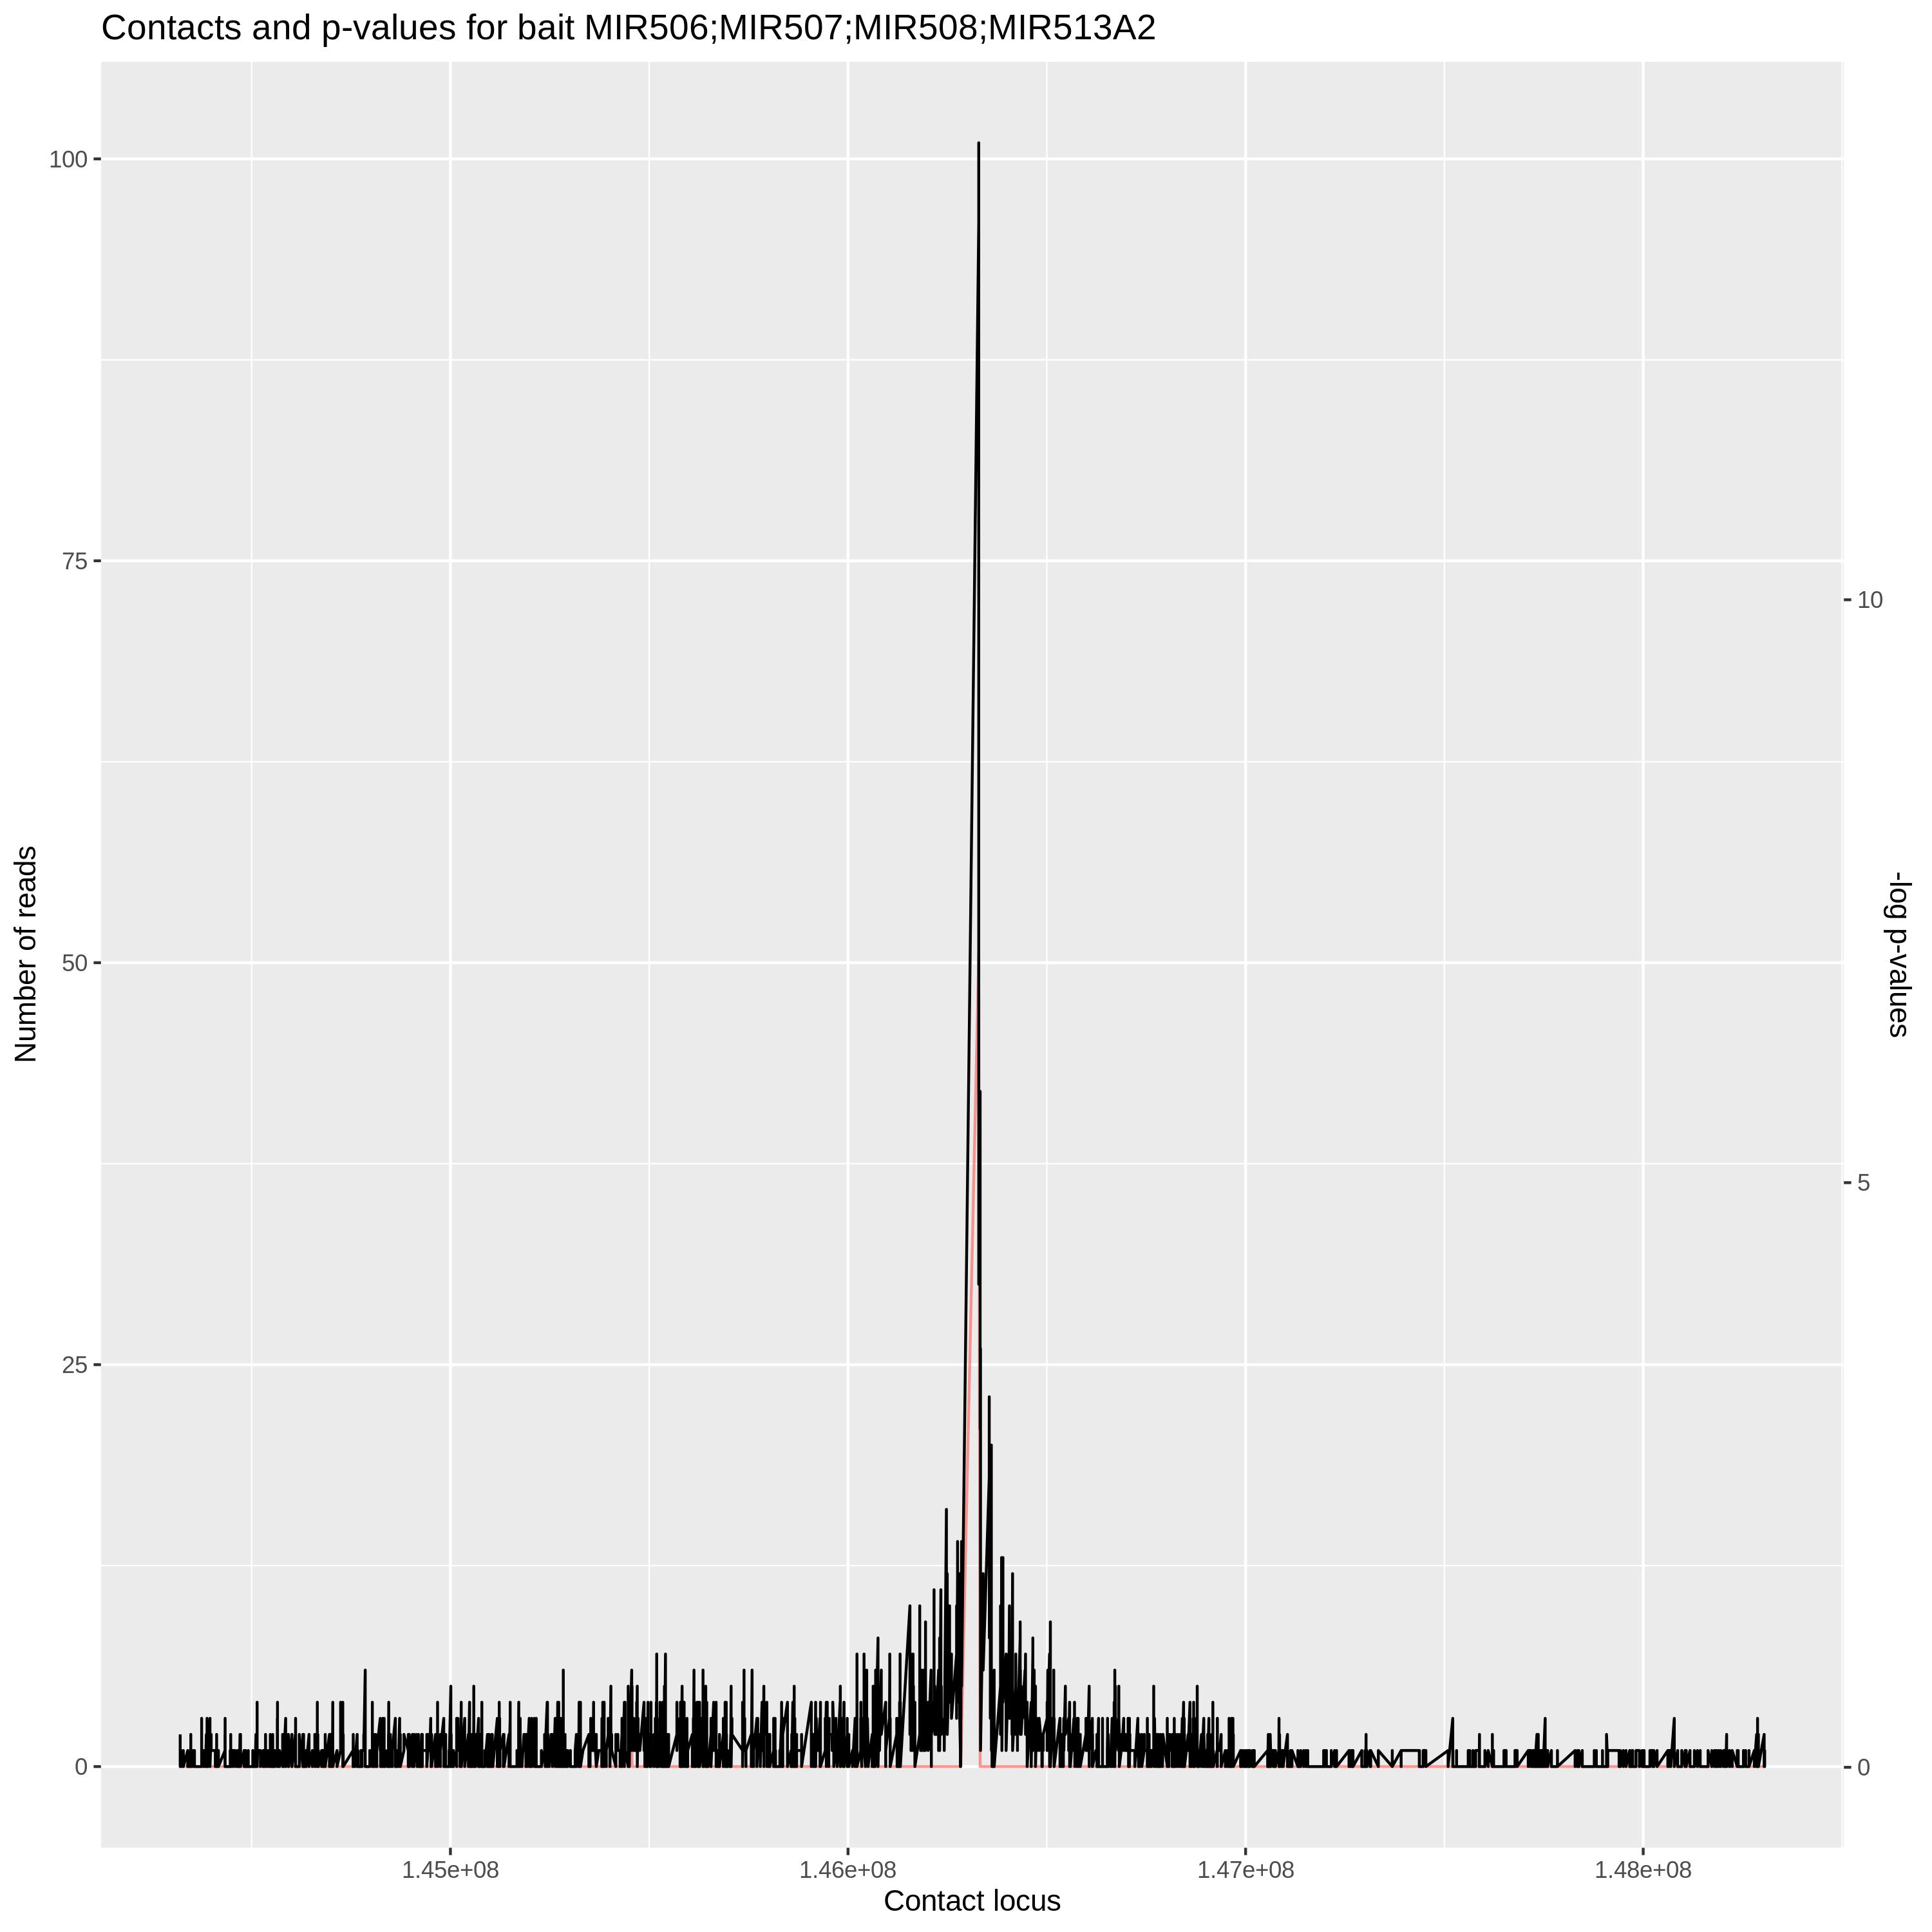 Contacts and p-values for bait MIR506;MIR507;MIR508;MIR513A2
100
75
50
25
0
Number of reads
10
5
0
-log p-values
1.45e+08
1.46e+08
1.47e+08
1.48e+08
Contact locus